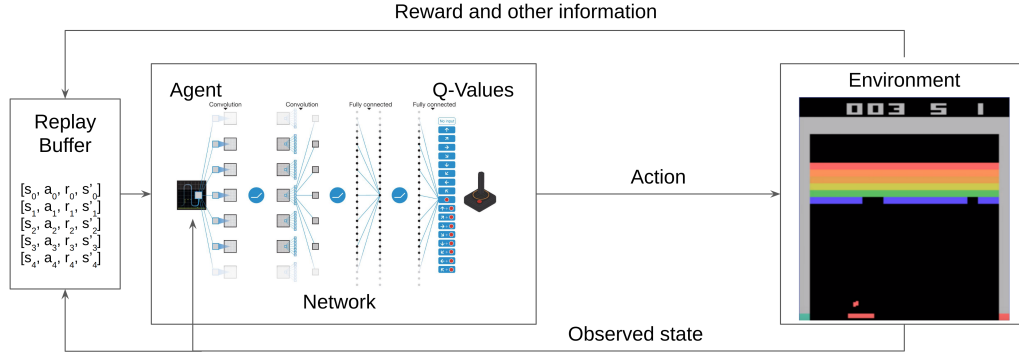 Reward and other information
Agent
Q-Values
Environment
Convolution
Convolution
Fully connected
Fully connected
No input
003 5 1
Replay
Buffer
[s0, a0, r0, s'0]
[s1, a1, r1, s'1]
[s2, a2, r2, s'2]
[s3, a3, r3, s'3]
[s4, a4, r4, s'4]
Action
Network
Observed state